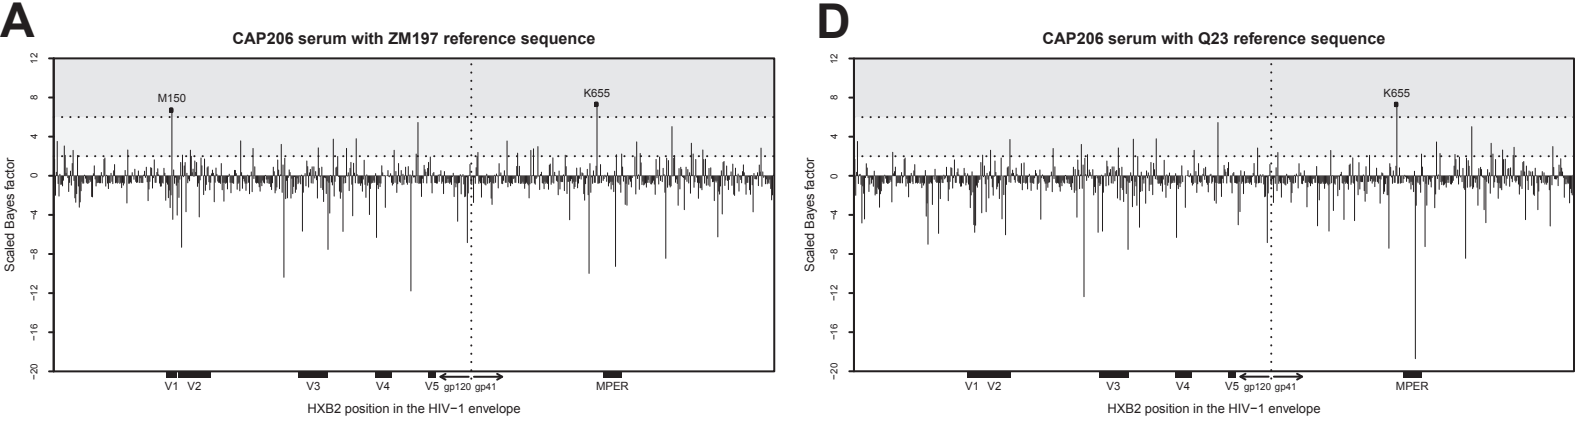 A
CAP206 serum with ZM197 reference sequence
Scaled Bayes factor
12
8
4
0
−4
−8
−12
−16
−20
M150
K655
V1 V2 V3 V4 V5 gp120 gp41 MPER
HXB2 position in the HIV−1 envelope
D
CAP206 serum with Q23 reference sequence
Scaled Bayes factor
12
8
4
0
−4
−8
−12
−16
−20
K655
V1 V2 V3 V4 V5 gp120 gp41 MPER
HXB2 position in the HIV−1 envelope